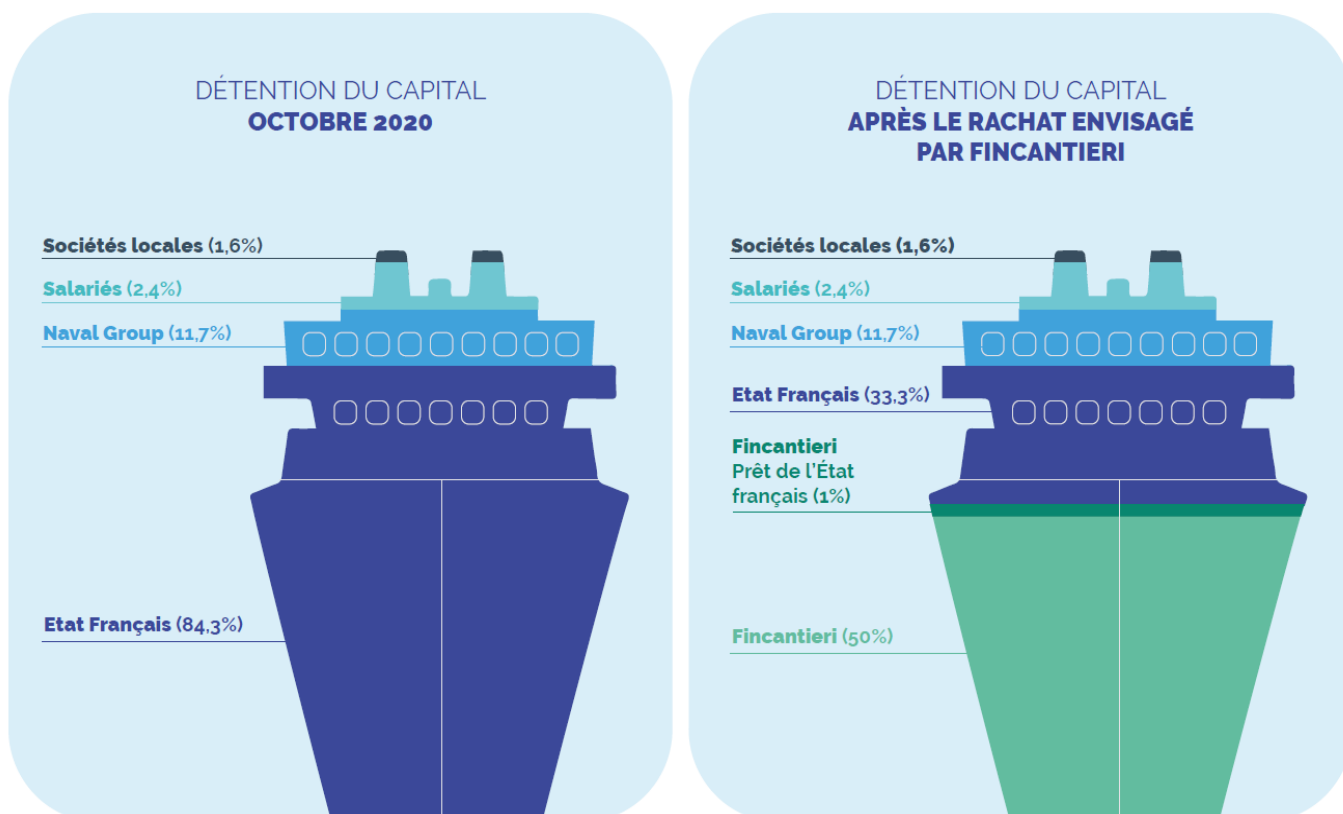 DÉTENTION DU CAPITAL
OCTOBRE 2020
Sociétés locales (1,6%)
Salariés (2,4%)
Naval Group (11,7%)
Etat Français (84,3%)
DÉTENTION DU CAPITAL
APRÈS LE RACHAT ENVISAGÉ
PAR FINCANTIERI
Sociétés locales (1,6%)
Salariés (2,4%)
Naval Group (11,7%)
Etat Français (33,3%)
Fincantieri
Prêt de l'État
français (1%)
Fincantieri (50%)